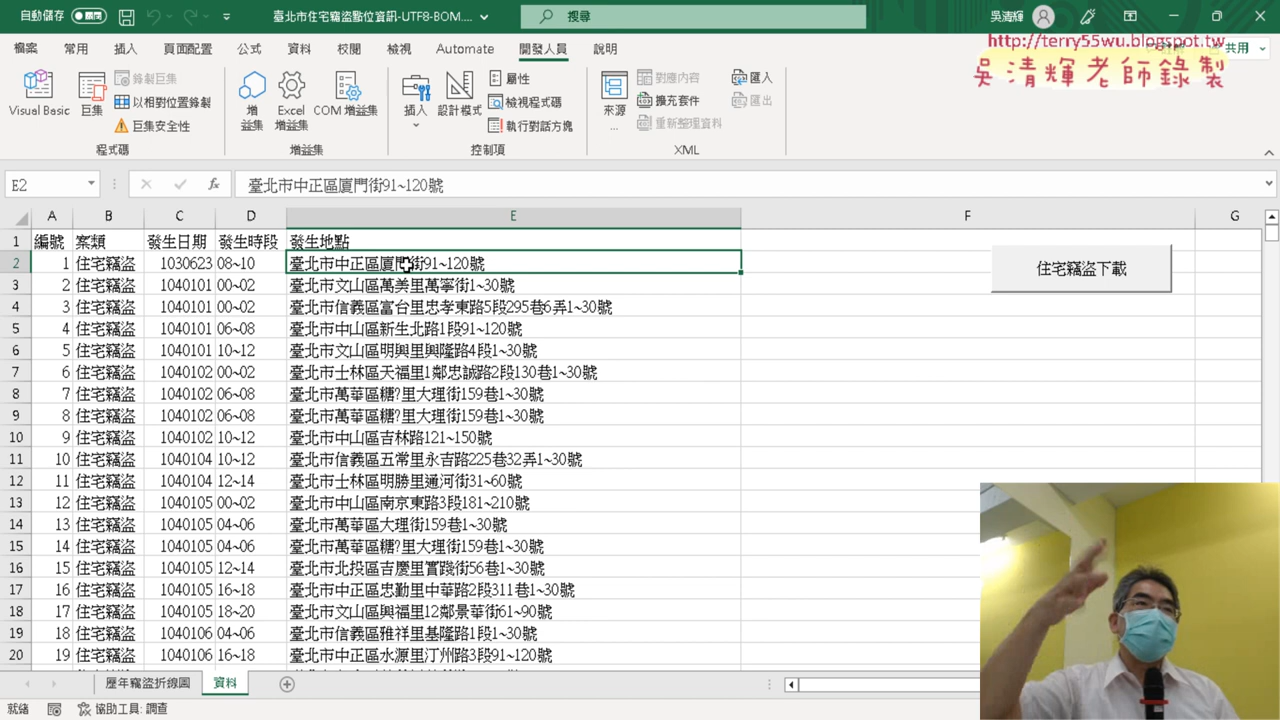 自動儲存 關閉 臺北市住宅竊盜點位資訊-UTF8-BOM.... 搜尋 吳清輝
檔案 常用 插入 頁面配置 公式 資料 校閱 檢視 Automate 開發人員 說明 共用
http://terry55wu.blogspot.tw
吳清輝老師錄製
Visual Basic 巨集 錄製巨集 以相對位置錄製 巨集安全性
增益集 Excel 增益集 COM 增益集
插入 設計模式 屬性 檢視程式碼 執行對話方塊
來源... 對應內容 擴充套件 重新整理資料 匯入 匯出
程式碼 增益集 控制項 XML
E2 fx 臺北市中正區廈門街91~120號
A B C D E F G
1 編號 案類 發生日期 發生時段 發生地點
2 1 住宅竊盜 1030623 08~10 臺北市中正區廈門街91~120號
住宅竊盜下載
3 2 住宅竊盜 1040101 00~02 臺北市文山區萬美里萬寧街1~30號
4 3 住宅竊盜 1040101 00~02 臺北市信義區富台里忠孝東路5段295巷6弄1~30號
5 4 住宅竊盜 1040101 06~08 臺北市中山區新生北路1段91~120號
6 5 住宅竊盜 1040101 10~12 臺北市文山區明興里興隆路4段1~30號
7 6 住宅竊盜 1040102 00~02 臺北市士林區天福里1鄰忠誠路2段130巷1~30號
8 7 住宅竊盜 1040102 06~08 臺北市萬華區糖?里大理街159巷1~30號
9 8 住宅竊盜 1040102 06~08 臺北市萬華區糖?里大理街159巷1~30號
10 9 住宅竊盜 1040102 10~12 臺北市中山區吉林路121~150號
11 10 住宅竊盜 1040104 10~12 臺北市信義區五常里永吉路225巷32弄1~30號
12 11 住宅竊盜 1040104 12~14 臺北市士林區明勝里通河街31~60號
13 12 住宅竊盜 1040105 00~02 臺北市中山區南京東路3段181~210號
14 13 住宅竊盜 1040105 04~06 臺北市萬華區大理街159巷1~30號
15 14 住宅竊盜 1040105 04~06 臺北市萬華區糖?里大理街159巷1~30號
16 15 住宅竊盜 1040105 12~14 臺北市北投區吉慶里實踐街56巷1~30號
17 16 住宅竊盜 1040105 16~18 臺北市中正區忠勤里中華路2段311巷1~30號
18 17 住宅竊盜 1040105 18~20 臺北市文山區興福里12鄰景華街61~90號
19 18 住宅竊盜 1040106 04~06 臺北市信義區雅祥里基隆路1段1~30號
20 19 住宅竊盜 1040106 16~18 臺北市中正區水源里汀州路3段91~120號
歷年竊盜折線圖 資料
就緒 協助工具: 調查